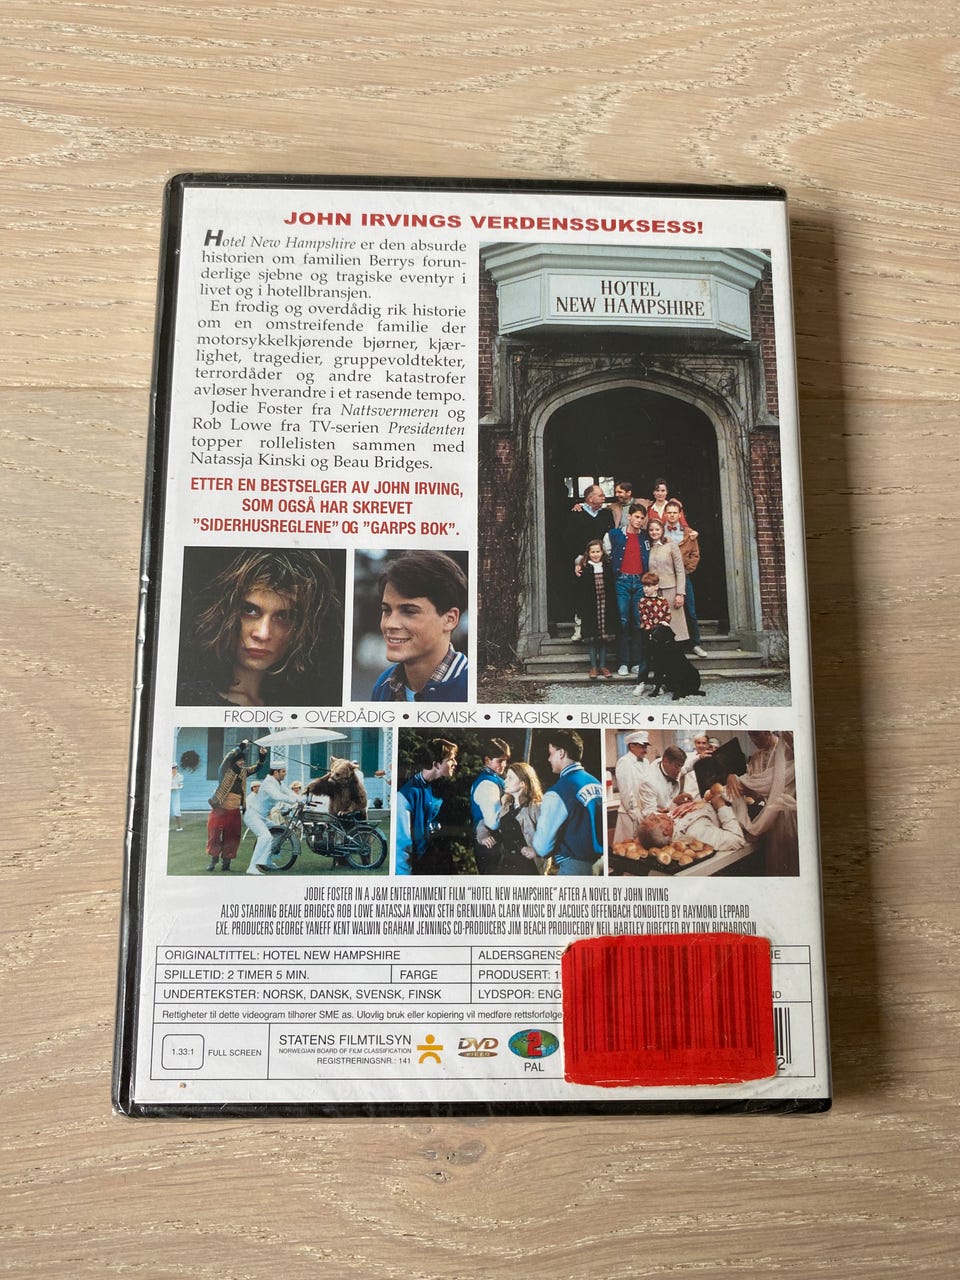 JOHN IRVINGS VERDENSSUKSESS!
Hotel New Hampshire er den absurde
historien om familien Berrys forun-
derlige sjebne og tragiske eventyr i
livet og i hotellbransjen.
En frodig og overdådig rik historie
om en omstreifende familie der
motorsykkelkjørende bjørner, kjær-
lighet, tragedier, gruppevoldtekter,
terrordåder og andre katastrofer
avløser hverandre i et rasende tempo.
Jodie Foster fra Nattsvermeren og
Rob Lowe fra TV-serien Presidenten
topper rollelisten sammen med
Natassja Kinski og Beau Bridges.
ETTER EN BESTSELGER AV JOHN IRVING,
SOM OGSÅ HAR SKREVET
"SIDERHUSREGLENE" OG "GARPS BOK".
HOTEL
NEW HAMPSHIRE
FRODIG • OVERDÅDIG • KOMISK • TRAGISK • BURLESK • FANTASTISK
JODIE FOSTER IN A J&M ENTERTAINMENT FILM "HOTEL NEW HAMPSHIRE" AFTER A NOVEL BY JOHN IRVING
ALSO STARRING BEAUE BRIDGES ROB LOWE NATASSJA KINSKI SETH GRENLINDA CLARK MUSIC BY JACQUES OFFENBACH CONDUTED BY RAYMOND LEPPARD
EXE. PRODUCERS GEORGE YANEFF KENT WALWIN GRAHAM JENNINGS CO-PRODUCERS JIM BEACH PRODUCEDBY NEIL HARTLEY DIRECTED BY TONY RICHARDSON
ORIGINALTITTEL: HOTEL NEW HAMPSHIRE
ALDERSGRENS
SPILLETID: 2 TIMER 5 MIN.
FARGE
PRODUSERT: 1
UNDERTEKSTER: NORSK, DANSK, SVENSK, FINSK
LYDSPOR: ENG
Rettigheter til dette videogram tilhører SME as. Ulovlig bruk eller kopiering vil medføre rettsforfølge
1.33:1
FULL SCREEN
STATENS FILMTILSYN
NORWEGIAN BOARD OF FILM CLASSIFICATION
REGISTRERINGSNR.: 141
DVD
VIDEO
2
PAL
2